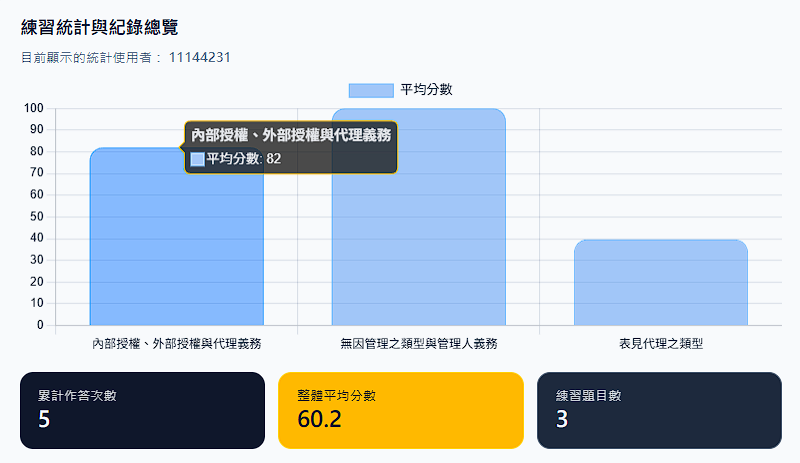 練習統計與紀錄總覽
目前顯示的統計使用者： 11144231
平均分數
100
90
80
70
60
50
40
30
20
10
0
內部授權、外部授權與代理義務
平均分數: 82
內部授權、外部授權與代理義務
無因管理之類型與管理人義務
表見代理之類型
累計作答次數
5
整體平均分數
60.2
練習題目數
3